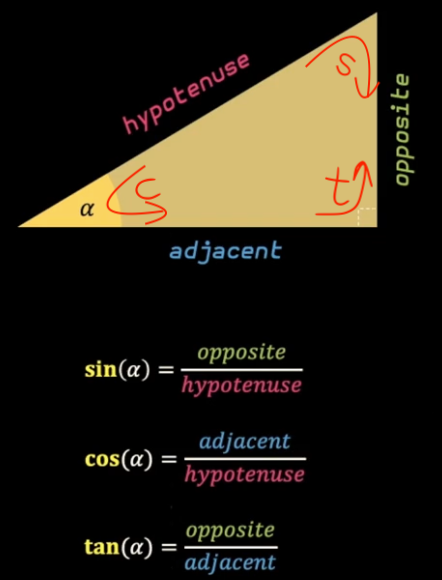 hypotenuse
s
opposite
c
α
t
adjacent
sin(α) = opposite/hypotenuse
cos(α) = adjacent/hypotenuse
tan(α) = opposite/adjacent